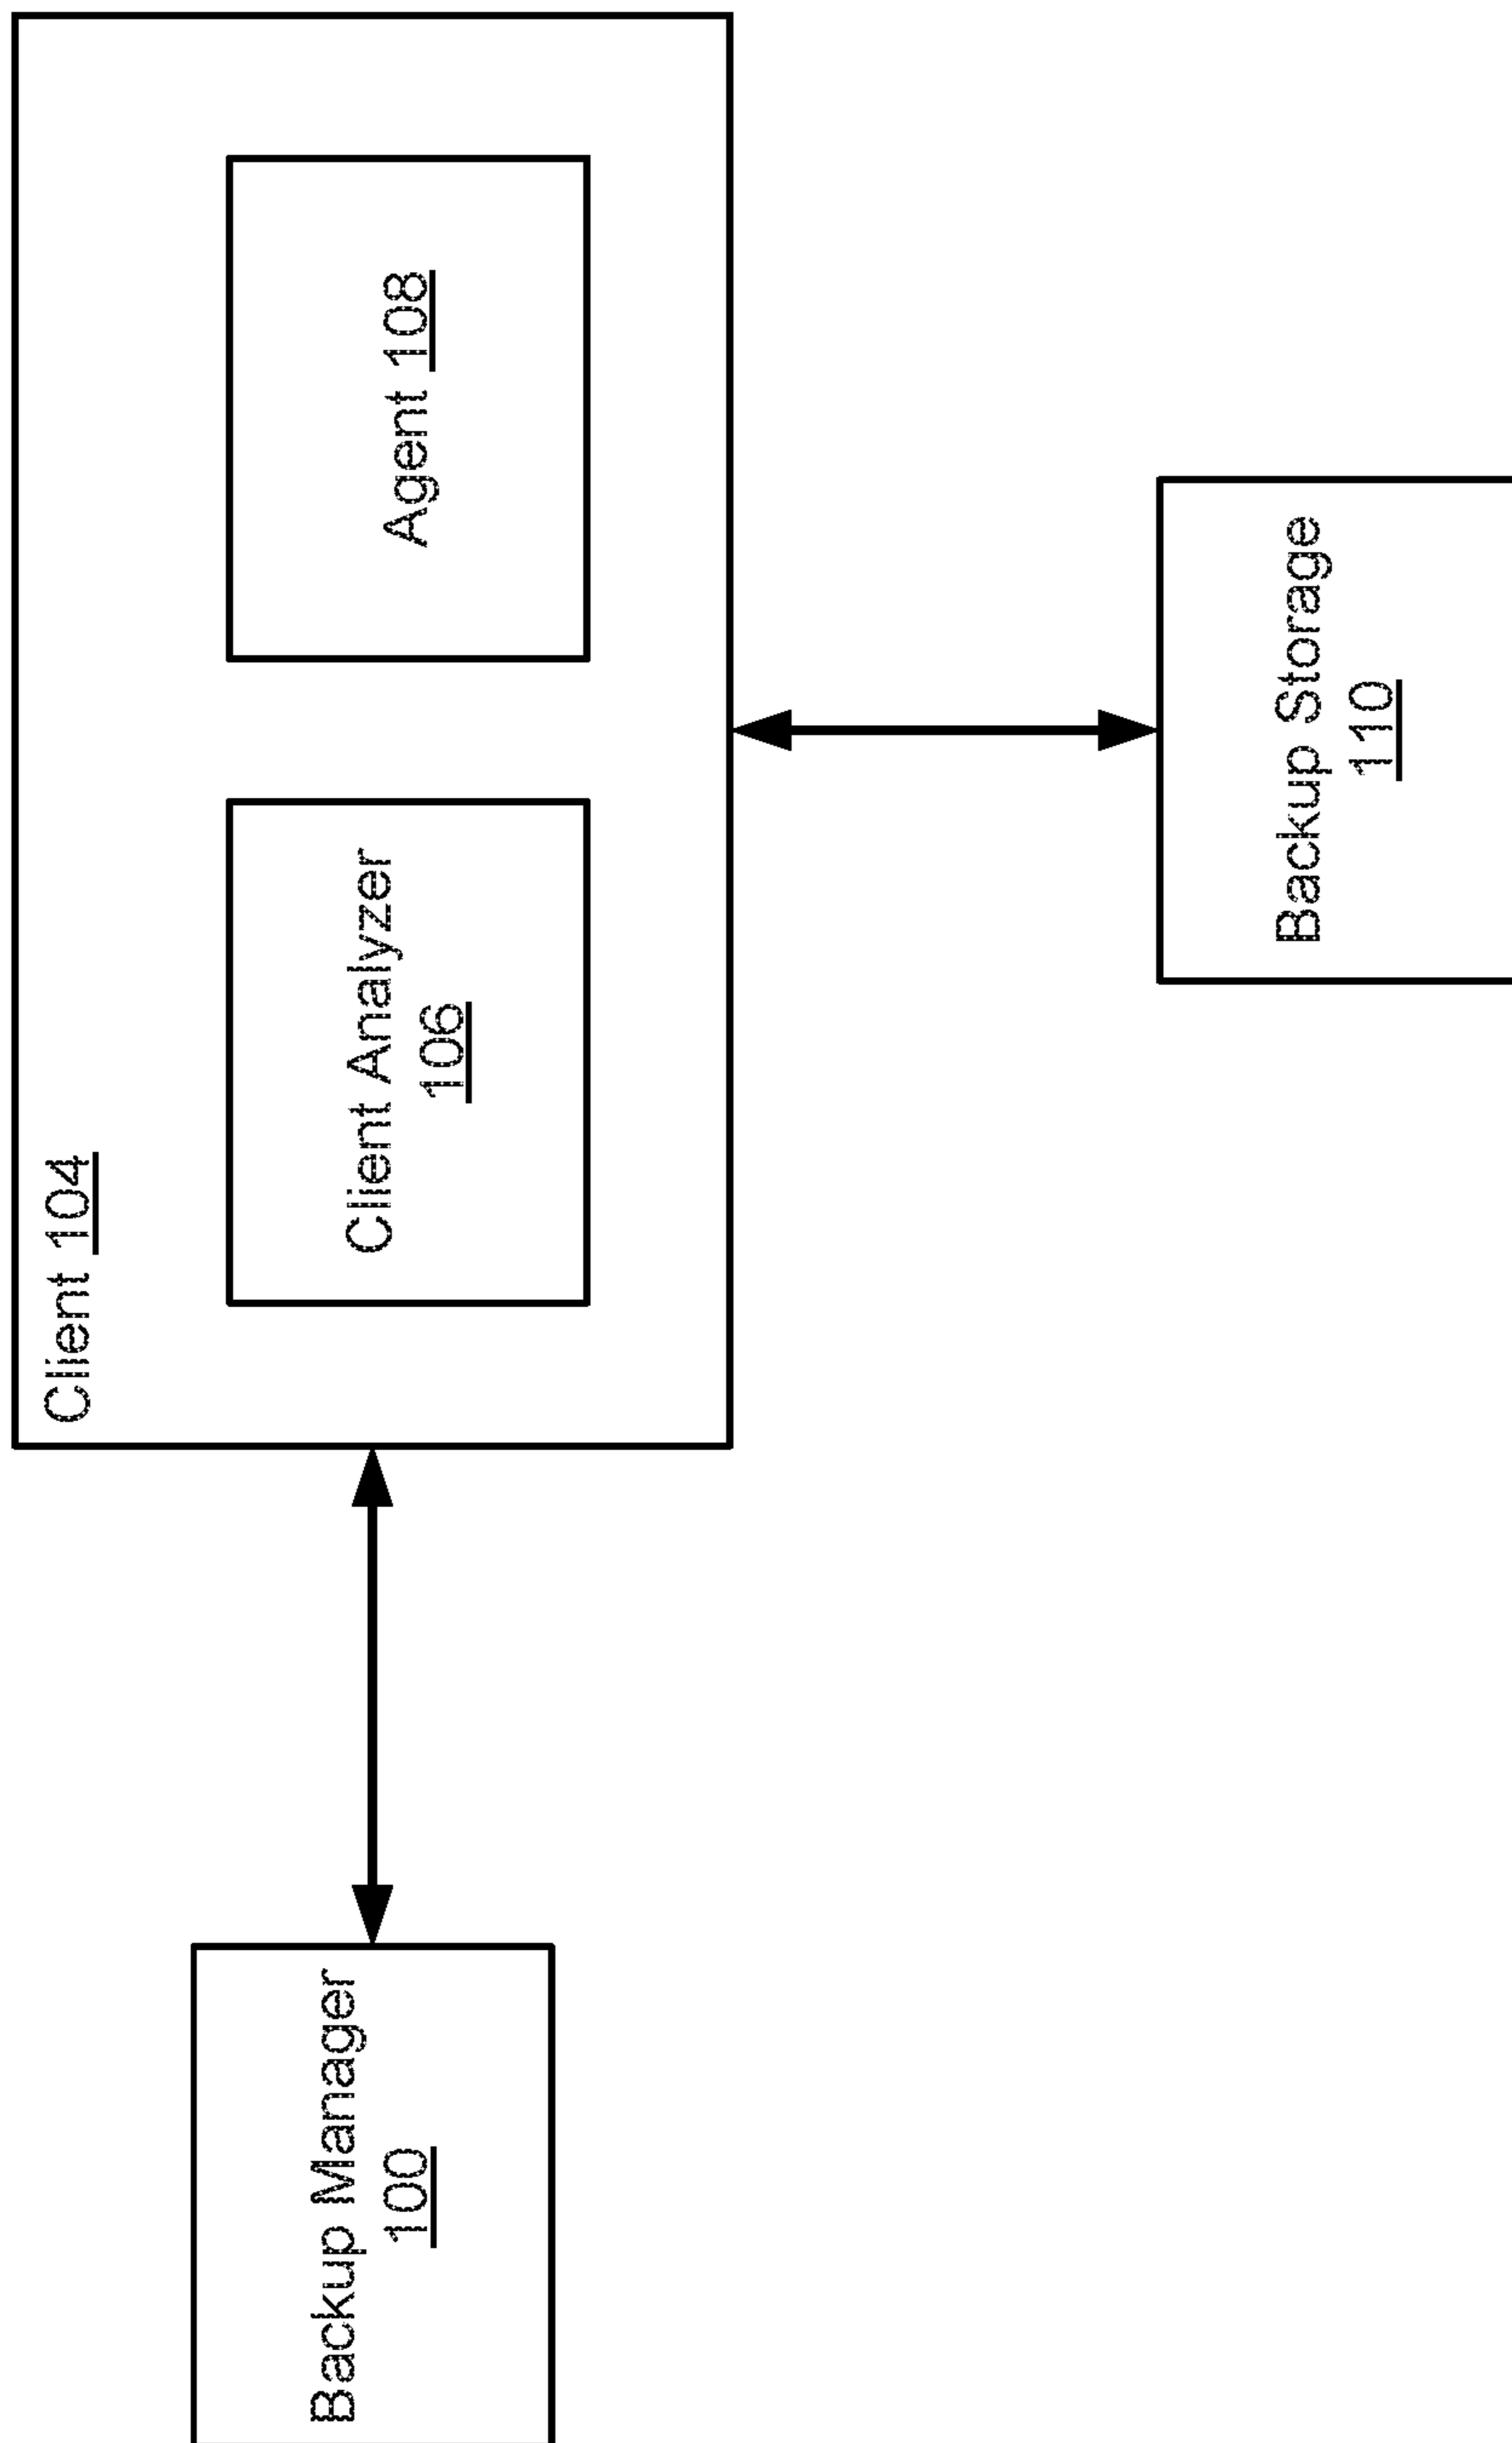 Client 104
Backup Manager
100
Client Analyzer
106
Agent 108
Backup Storage
110